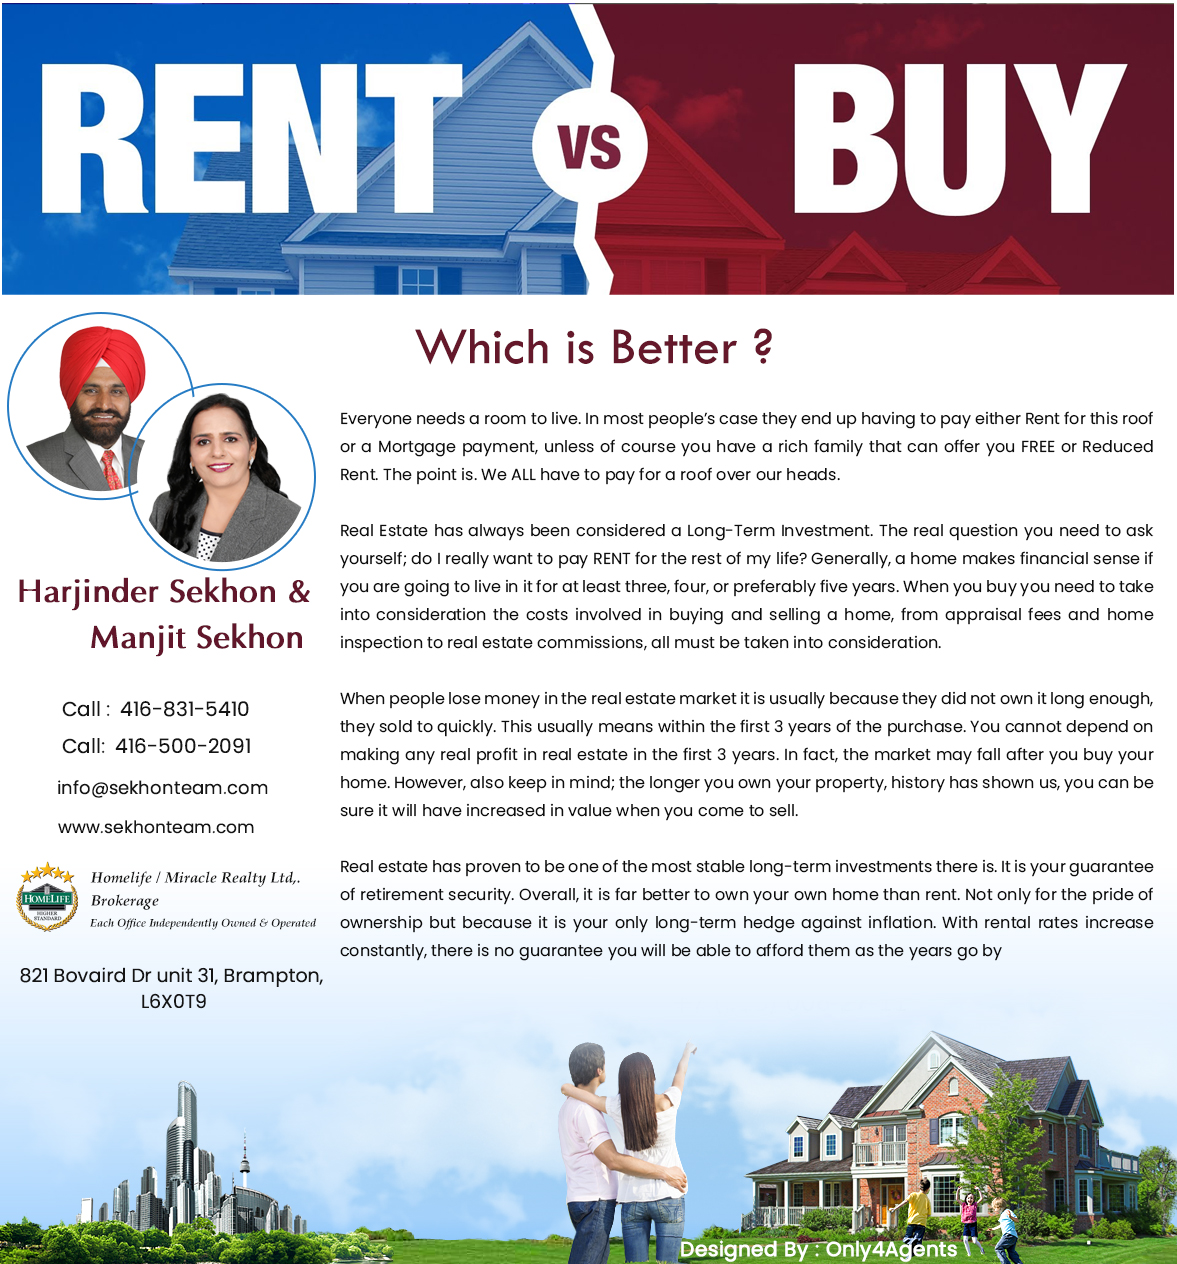 RENT VS BUY
Which is Better ?
Harjinder Sekhon &
Manjit Sekhon
Call : 416-831-5410
Call: 416-500-2091
info@sekhonteam.com
www.sekhonteam.com
HOMELIFE
HIGHER
STANDARD
Homelife / Miracle Realty Ltd,.
Brokerage
Each Office Independently Owned & Operated
821 Bovaird Dr unit 31, Brampton,
L6X0T9
Everyone needs a room to live. In most people’s case they end up having to pay either Rent for this roof
or a Mortgage payment, unless of course you have a rich family that can offer you FREE or Reduced
Rent. The point is. We ALL have to pay for a roof over our heads.
Real Estate has always been considered a Long-Term Investment. The real question you need to ask
yourself; do I really want to pay RENT for the rest of my life? Generally, a home makes financial sense if
you are going to live in it for at least three, four, or preferably five years. When you buy you need to take
into consideration the costs involved in buying and selling a home, from appraisal fees and home
inspection to real estate commissions, all must be taken into consideration.
When people lose money in the real estate market it is usually because they did not own it long enough,
they sold to quickly. This usually means within the first 3 years of the purchase. You cannot depend on
making any real profit in real estate in the first 3 years. In fact, the market may fall after you buy your
home. However, also keep in mind; the longer you own your property, history has shown us, you can be
sure it will have increased in value when you come to sell.
Real estate has proven to be one of the most stable long-term investments there is. It is your guarantee
of retirement security. Overall, it is far better to own your own home than rent. Not only for the pride of
ownership but because it is your only long-term hedge against inflation. With rental rates increase
constantly, there is no guarantee you will be able to afford them as the years go by
Designed By : Only4Agents